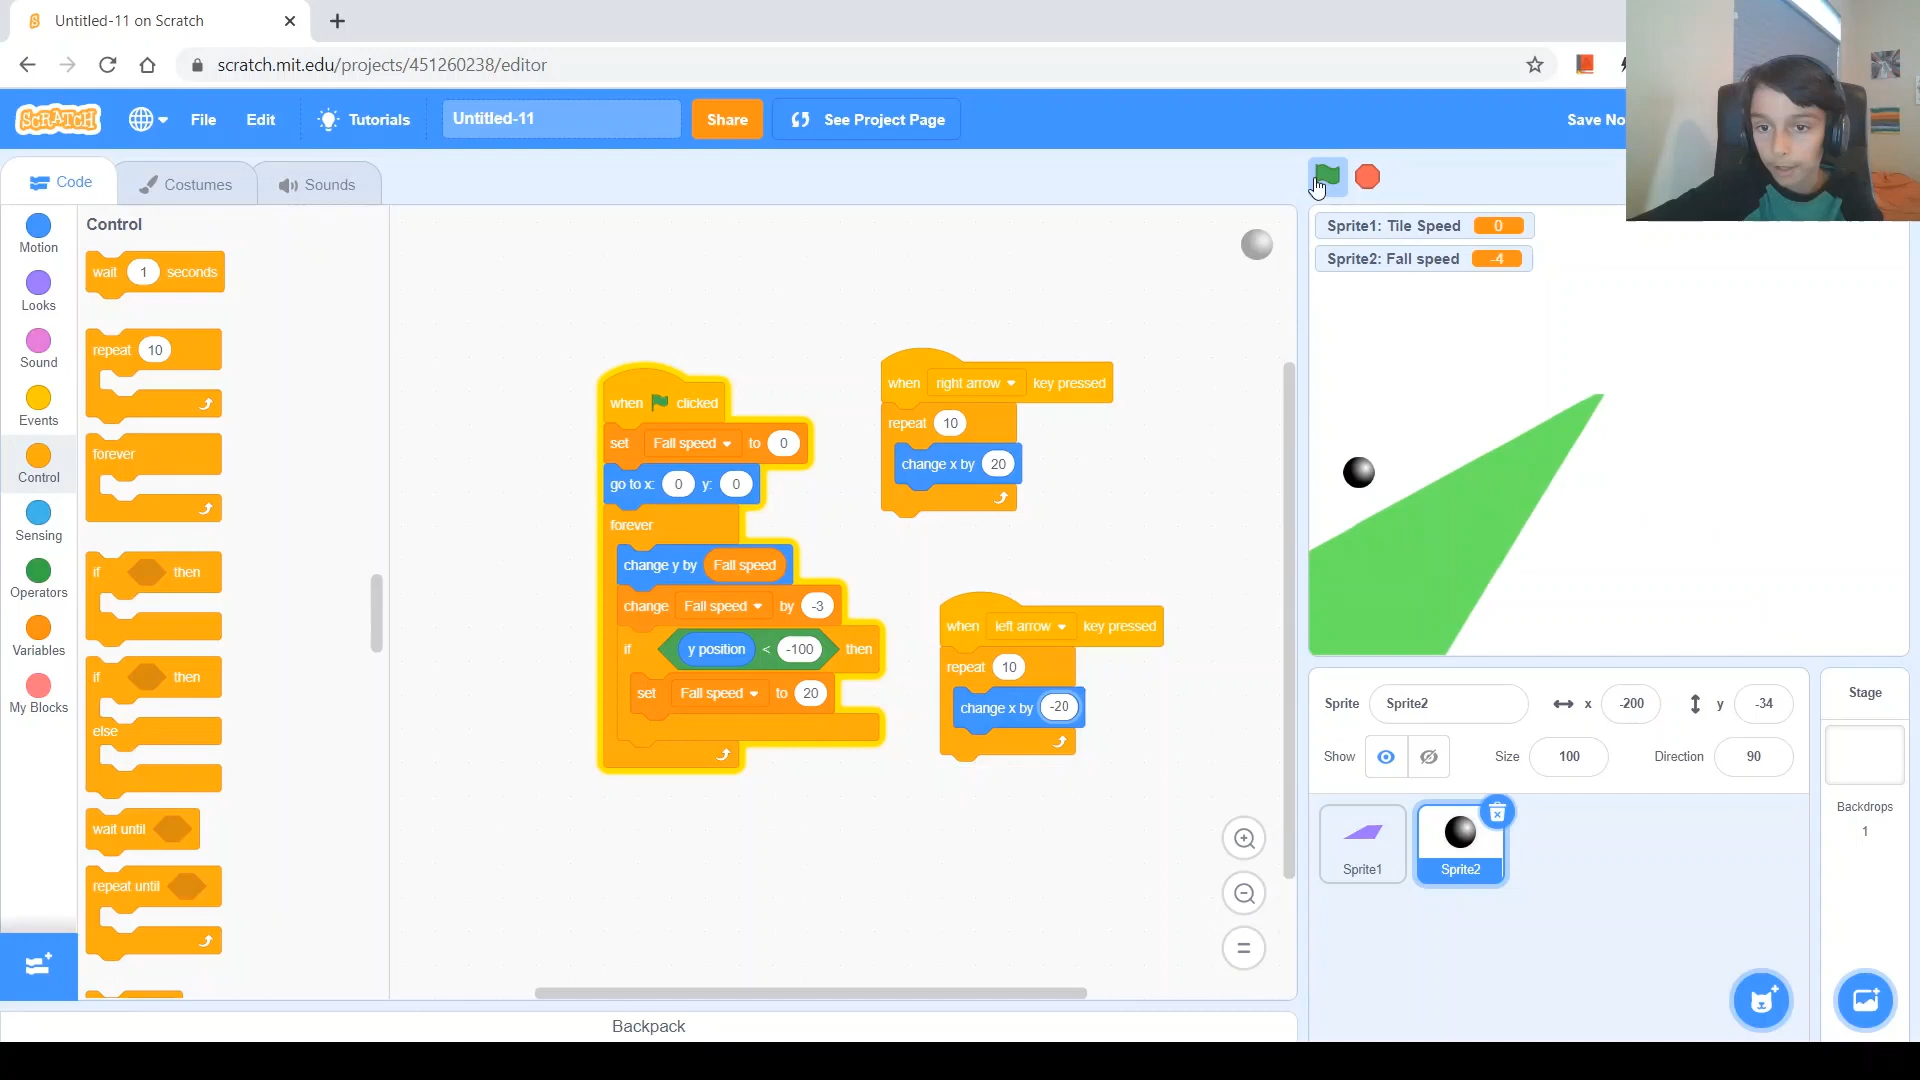 Untitled-11 on Scratch
scratch.mit.edu/projects/451260238/editor
SCRATCH
File
Edit
Tutorials
Untitled-11
Share
See Project Page
Save No
Code
Costumes
Sounds
Motion
Looks
Sound
Events
Control
Sensing
Operators
Variables
My Blocks
Control
wait 1 seconds
repeat 10
forever
if then
if then
else
wait until
repeat until
when clicked
set Fall speed to 0
go to x: 0 y: 0
forever
change y by Fall speed
change Fall speed by -3
if y position < -100 then
set Fall speed to 20
when right arrow key pressed
repeat 10
change x by 20
when left arrow key pressed
repeat 10
change x by -20
Backpack
Sprite1: Tile Speed 0
Sprite2: Fall speed -4
Sprite Sprite2 x -200 y -34
Show Size 100 Direction 90
Sprite1
Sprite2
Stage
Backdrops
1